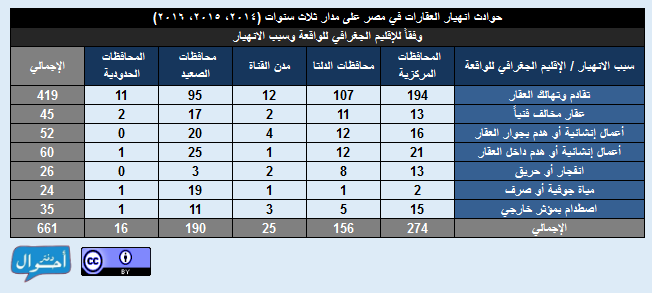 حوادث انهيار العقارات في مصر على مدار ثلاث سنوات (٢٠١٤، ٢٠١٥، ٢٠١٦)
وفقاً للإقليم الجغرافي للواقعة وسبب الانهيار
سبب الانهيار / الإقليم الجغرافي للواقعة المحافظات المركزية محافظات الدلتا مدن القناة محافظات الصعيد المحافظات الحدودية الإجمالي
تقادم وتهالك العقار 194 107 12 95 11 419
عقار مخالف فنياً 13 11 2 17 2 45
أعمال إنشائية أو هدم بجوار العقار 16 12 4 20 0 52
أعمال إنشائية أو هدم داخل العقار 21 12 1 25 1 60
انفجار أو حريق 13 8 2 3 0 26
مياة جوفية أو صرف 2 1 1 19 1 24
اصطدام بمؤثر خارجي 15 5 3 11 1 35
الإجمالي 274 156 25 190 16 661
دفتر أحوال
cc BY